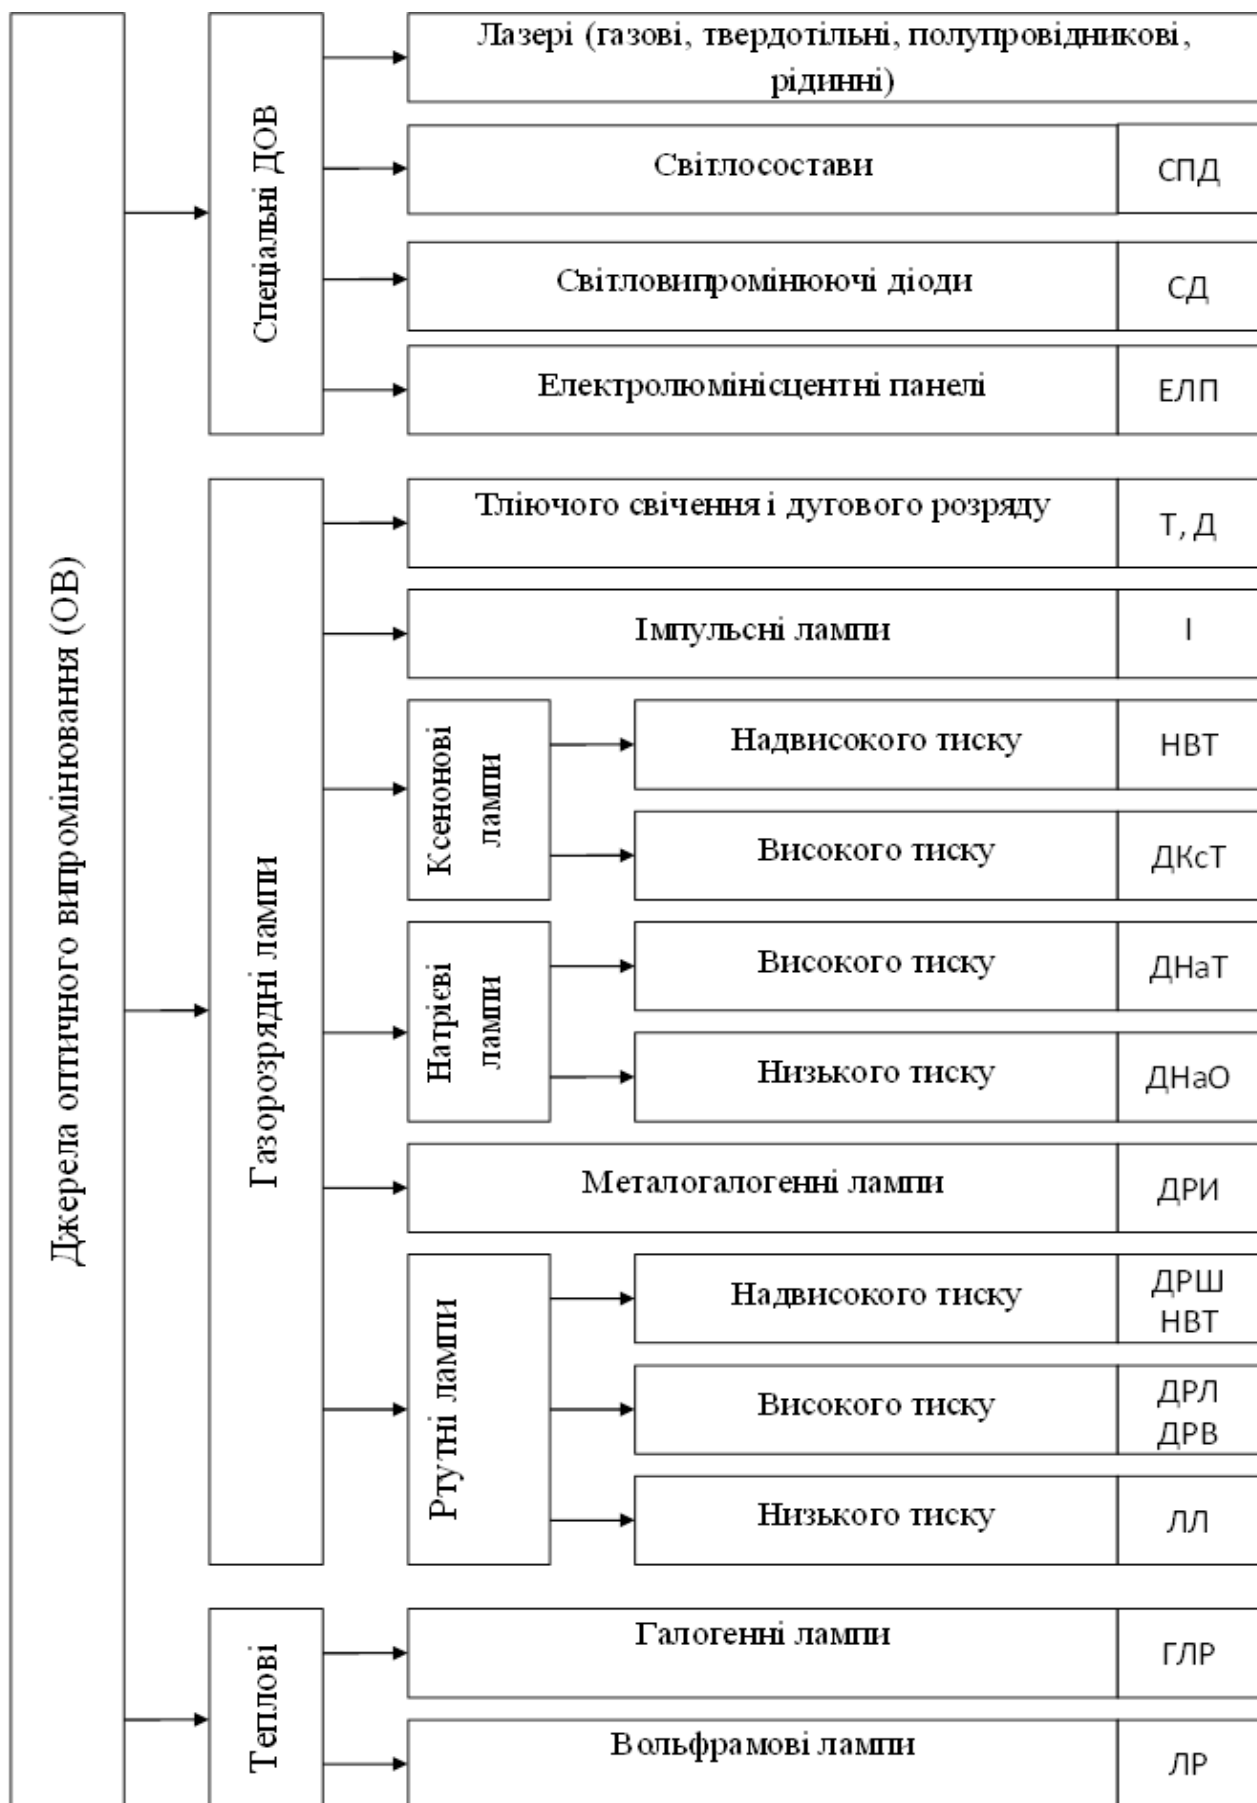 Джерела оптичного випромінювання (ОВ)
Спеціальні ДОВ
Лазері (газові, твердотільні, полупровідникові,
рідинні)
Світлосостави
СПД
Світловипромінюючі діоди
СД
Електролюмінісцентні панелі
ЕЛП
Газорозрядні лампи
Тліючого свічення і дугового розряду
Т, Д
Імпульсні лампи
І
Ксенонові
лампи
Надвисокого тиску
НВТ
Високого тиску
ДКсТ
Натрієві
лампи
Високого тиску
ДНаТ
Низького тиску
ДНаО
Металогалогенні лампи
ДРИ
Ртутні лампи
Надвисокого тиску
ДРШ
НВТ
Високого тиску
ДРЛ
ДРВ
Низького тиску
ЛЛ
Теплові
Галогенні лампи
ГЛР
Вольфрамові лампи
ЛР